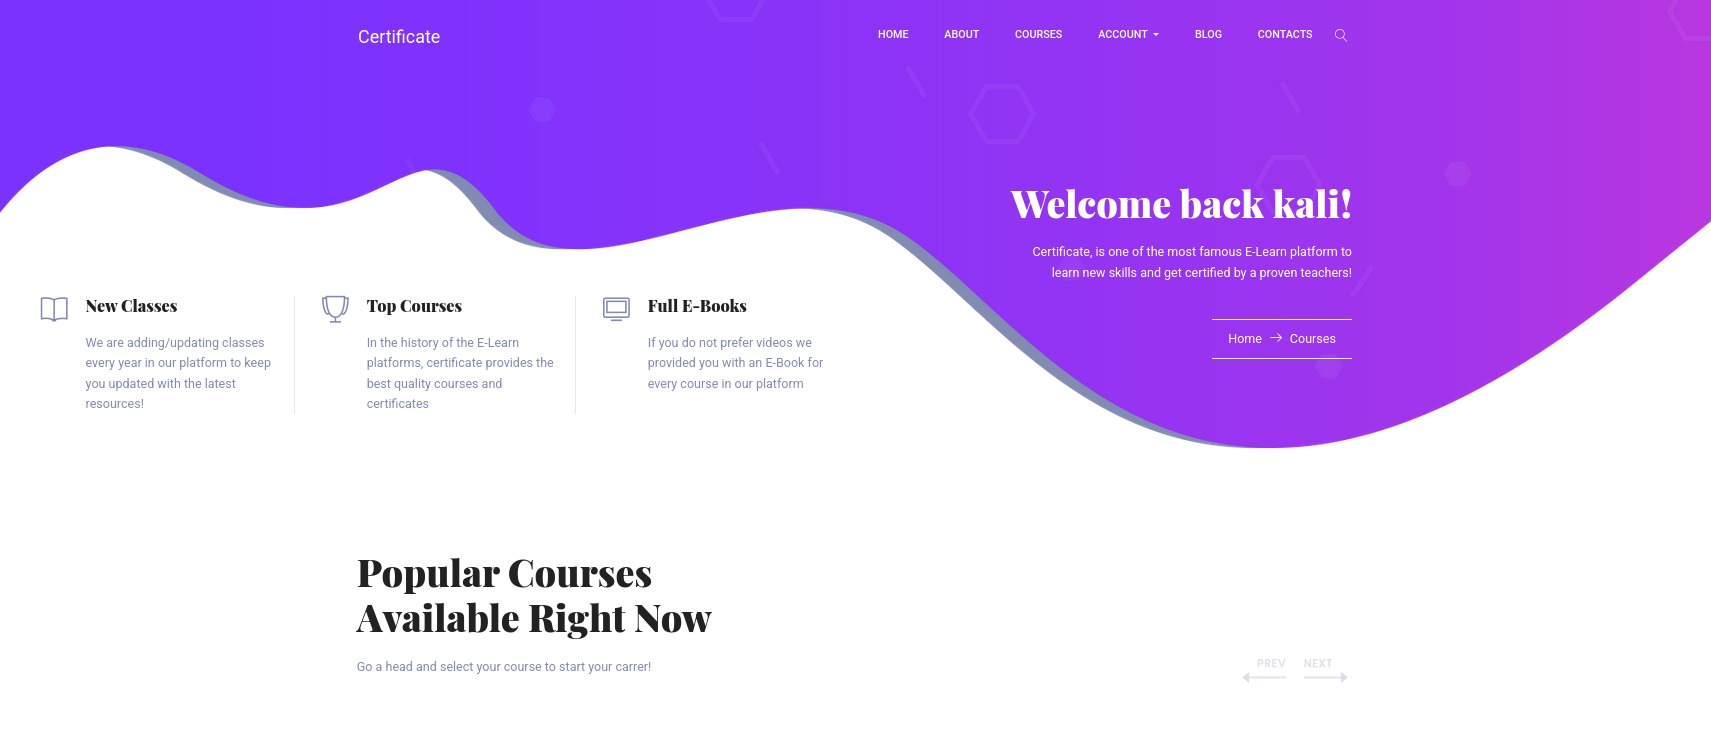 Certificate
HOME ABOUT COURSES ACCOUNT BLOG CONTACTS
Welcome back kali!
Certificate, is one of the most famous E-Learn platform to
learn new skills and get certified by a proven teachers!
Home → Courses
New Classes
We are adding/updating classes
every year in our platform to keep
you updated with the latest
resources!
Top Courses
In the history of the E-Learn
platforms, certificate provides the
best quality courses and
certificates
Full E-Books
If you do not prefer videos we
provided you with an E-Book for
every course in our platform
Popular Courses
Available Right Now
Go a head and select your course to start your carrer!
PREV NEXT